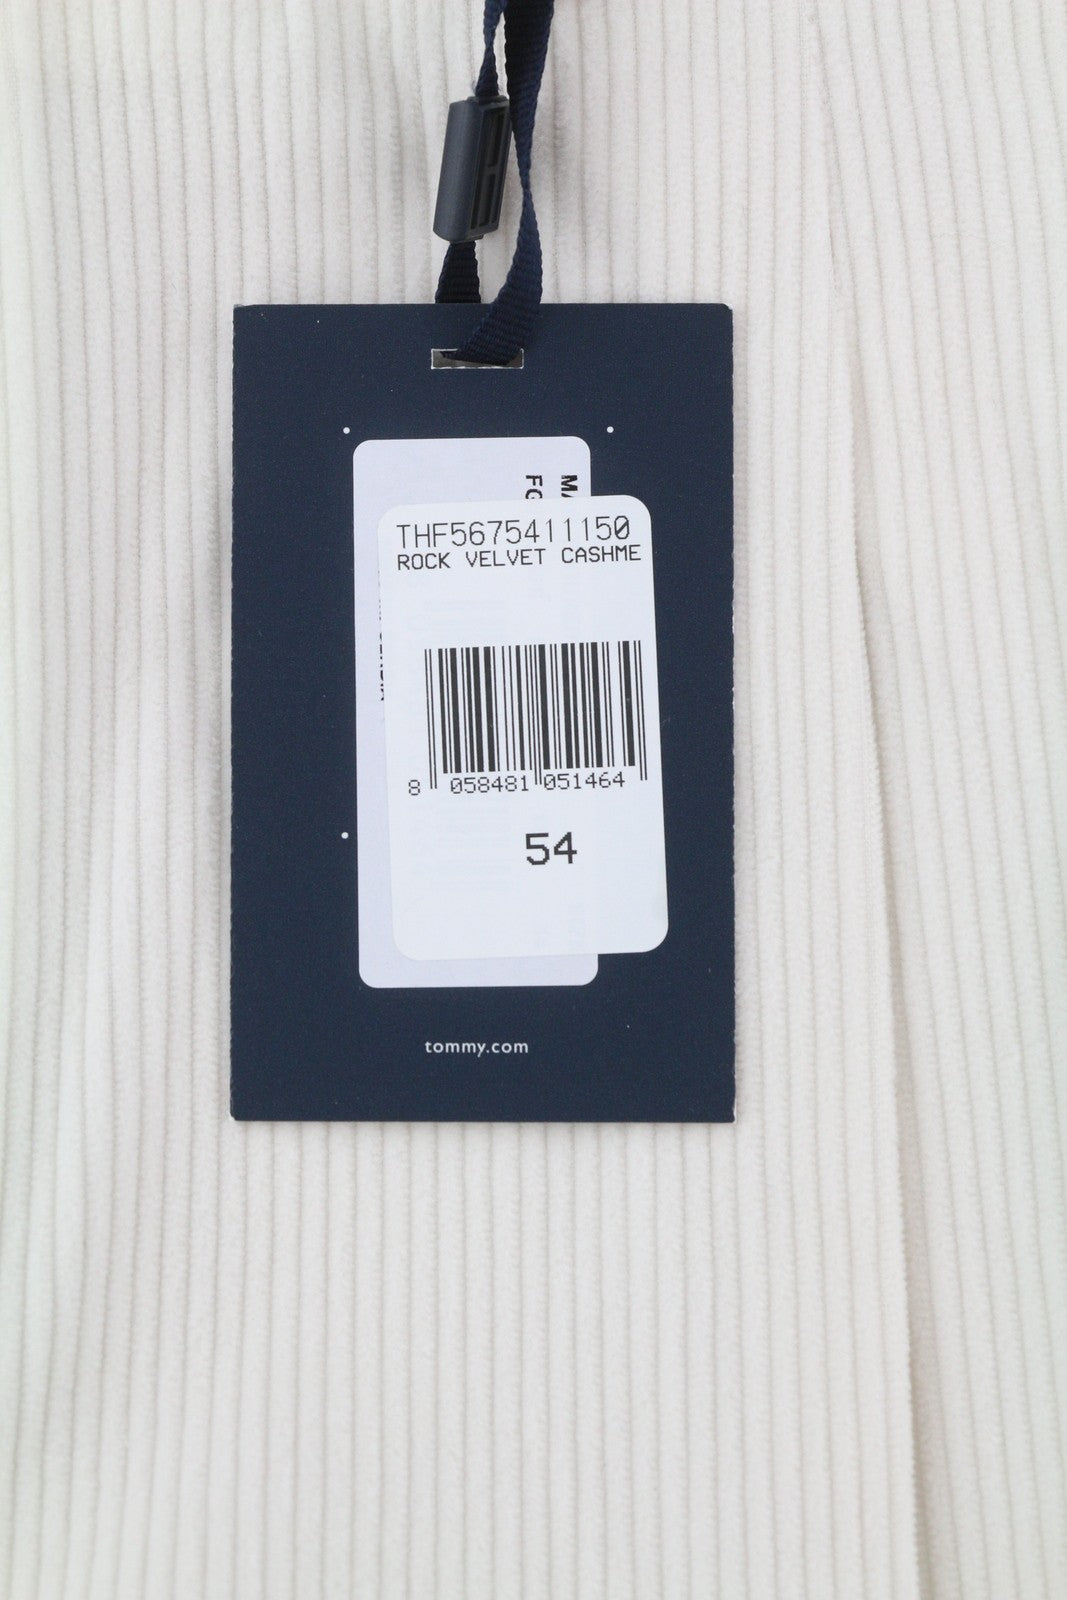 THF5675411150
ROCK VELVET CASHME
8 058481 051464
54
tommy.com